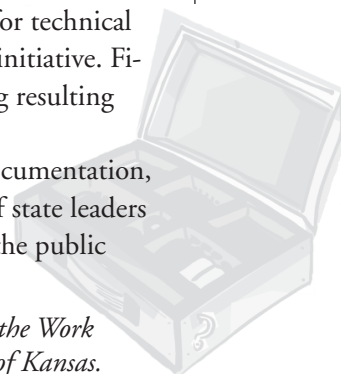 for technical
initiative. Fi-
g resulting
cumentation,
f state leaders
he public
the Work
of Kansas.